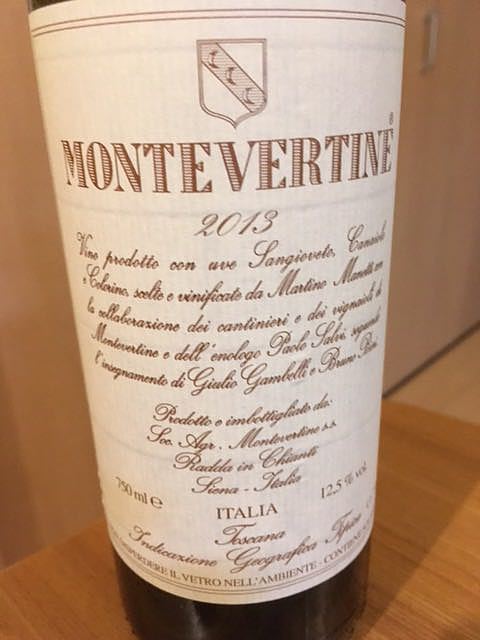 MONTEVERTINE®
2013
Vino prodotto con uve Sangioveto, Canaiolo
e Colorino, scelte e vinificate da Martino Manetti con
la collaborazione dei cantinieri e dei vignaioli di
Montevertine e dell'enologo Paolo Salvi, seguendo
l'insegnamento di Giulio Gambelli e Bruno Bini.
Prodotto e imbottigliato da:
Soc. Agr. Montevertine s.s.
Radda in Chianti
Siena - Italia
750 ml e
12.5% vol.
ITALIA
Toscana
Indicazione Geografica Tipica
DISPERDERE IL VETRO NELL'AMBIENTE - CONTIENE